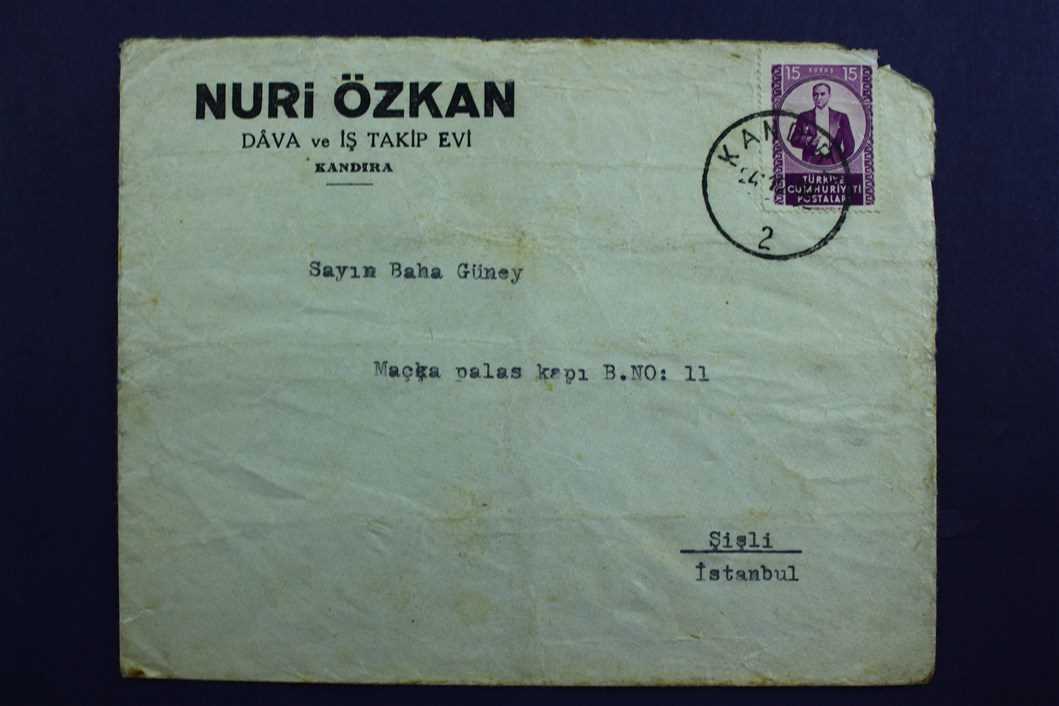 NURİ ÖZKAN
DÂVA ve İŞ TAKİP EVİ
KANDIRA
15 KURUŞ 15
TÜRKİYE
CUMHURİYETİ
POSTALARI
2
Sayın Baha Güney
Maçka palas kapı B.NO: 11
Şişli
İstanbul